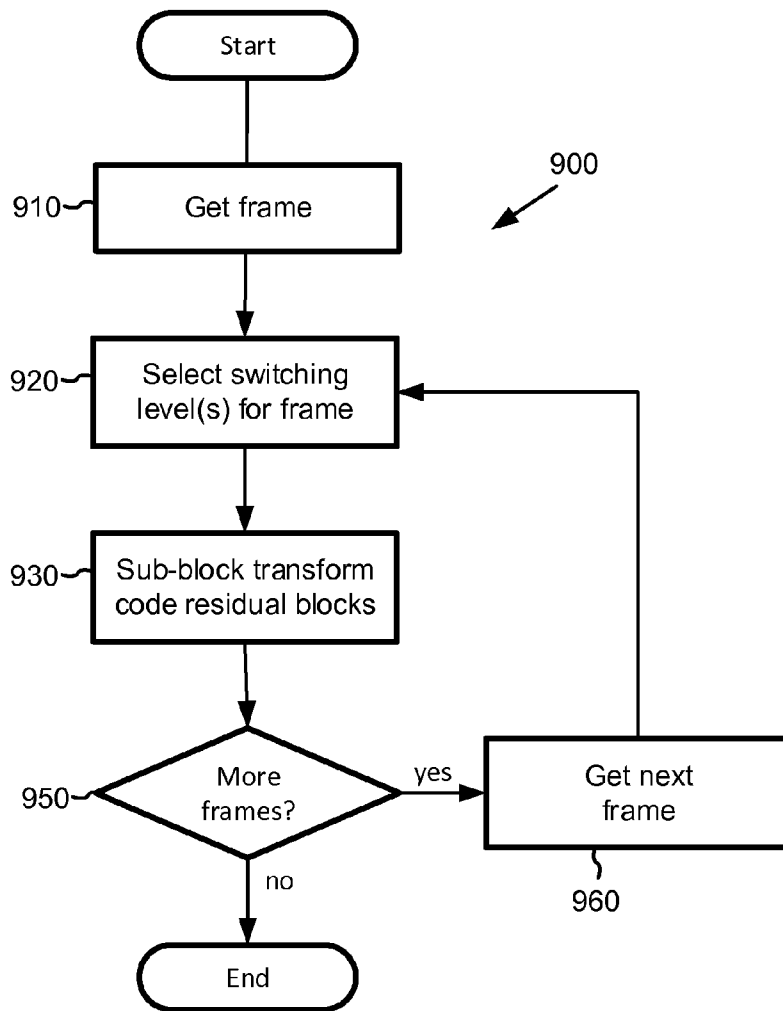 Start
900
910
Get frame
920
Select switching
level(s) for frame
930
Sub-block transform
code residual blocks
950
More
frames?
yes
Get next
frame
960
no
End